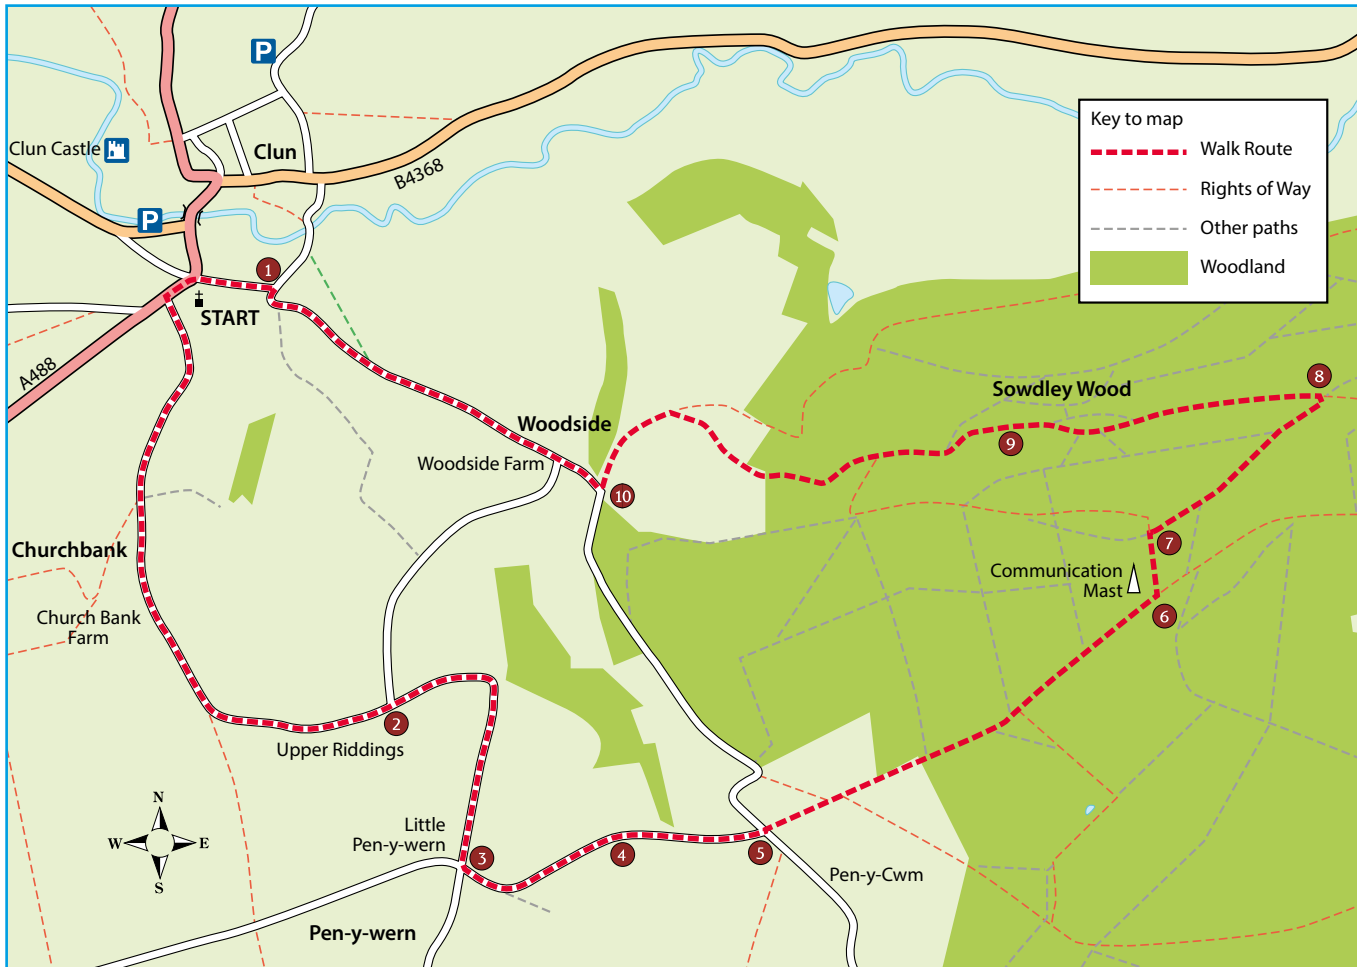 P
Clun Castle
Clun
B4368
P
Key to map
Walk Route
Rights of Way
Other paths
Woodland
1
START
A488
8
Sowdley Wood
9
Woodside
Woodside Farm
10
7
Churchbank
Communication
Mast
6
Church Bank
Farm
2
Upper Riddings
N
W E
S
Little
Pen-y-wern
3
4
5
Pen-y-Cwm
Pen-y-wern